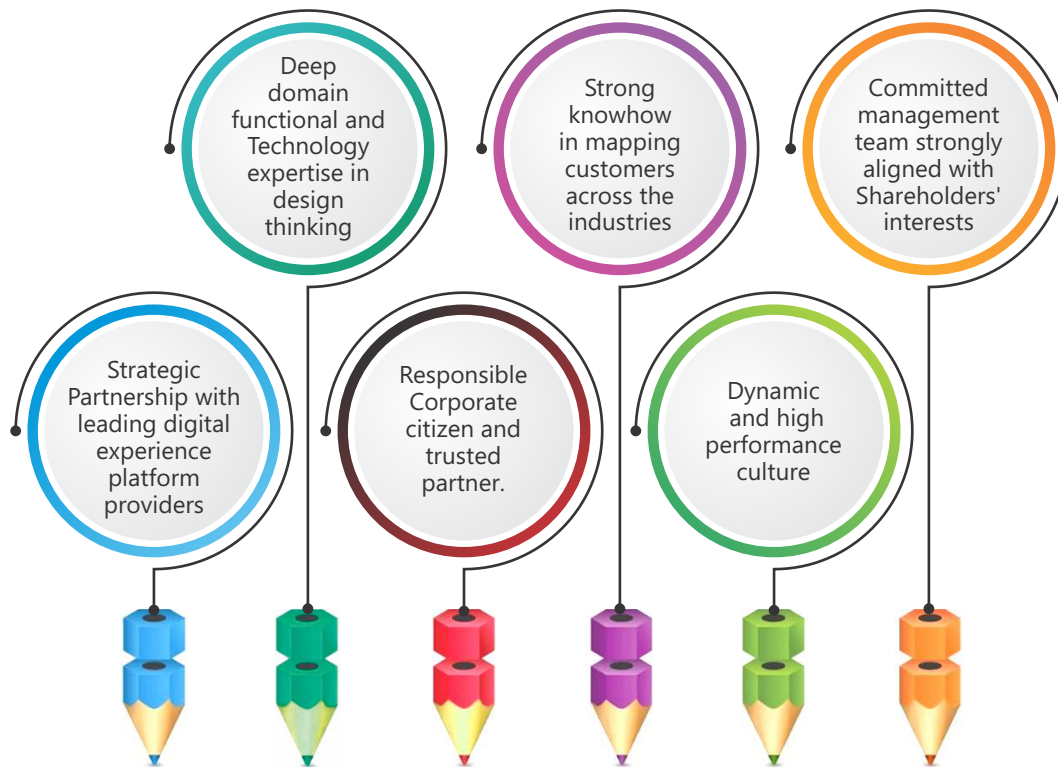 Deep
domain
functional and
Technology
expertise in
design
thinking
Strong
knowhow
in mapping
customers
across the
industries
Committed
management
team strongly
aligned with
Shareholders'
interests
Strategic
Partnership with
leading digital
experience
platform
providers
Responsible
Corporate
citizen and
trusted
partner.
Dynamic
and high
performance
culture